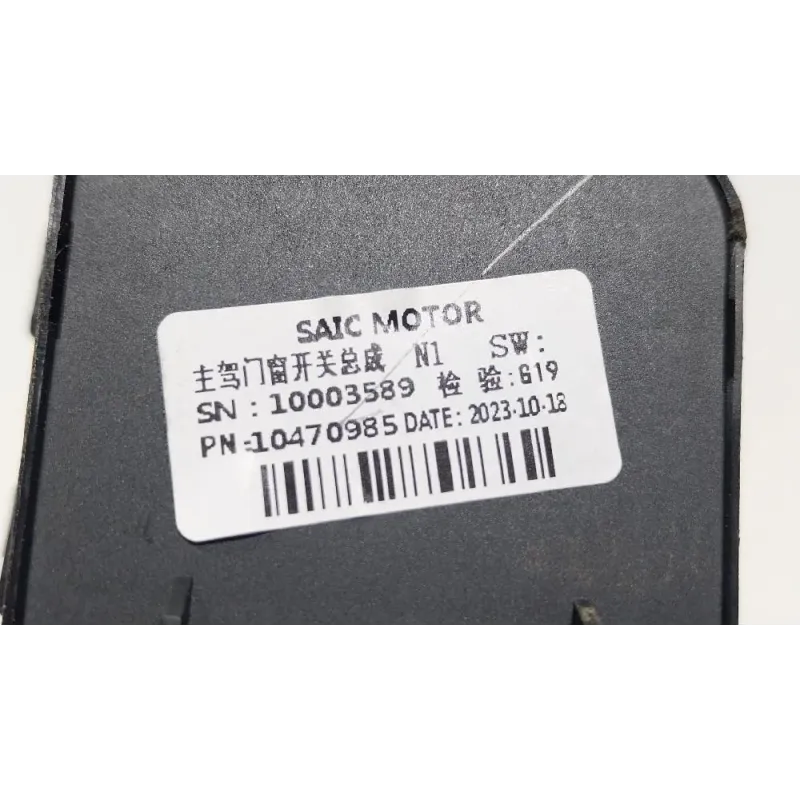 SAIC MOTOR
主驾门窗开关总成 N1 SW:
SN : 10003589 检 验:G19
PN:10470985 DATE: 2023-10-18